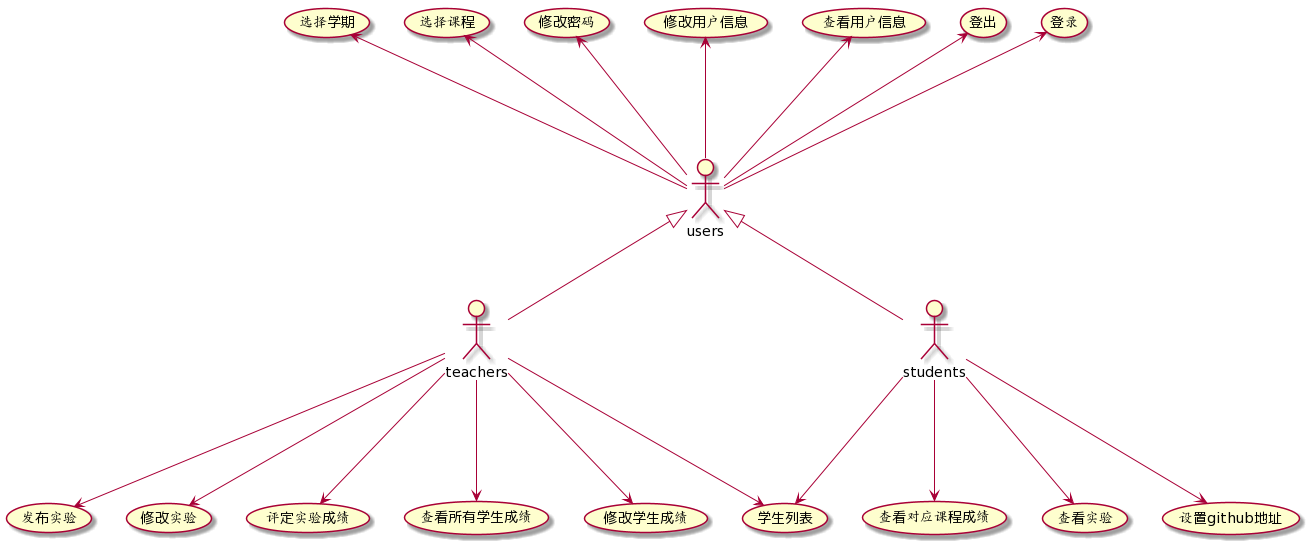 选择学期
选择课程
修改密码
修改用户信息
查看用户信息
登出
登录
users
teachers
students
发布实验
修改实验
评定实验成绩
查看所有学生成绩
修改学生成绩
学生列表
查看对应课程成绩
查看实验
设置github地址